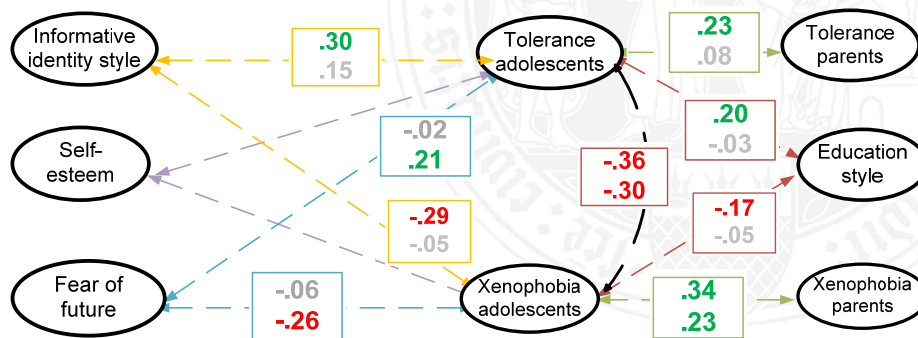 Informative
identity style
.30
.15
Tolerance
adolescents
.23
.08
Tolerance
parents
Self-
esteem
-.02
.21
.20
-.03
-.36
-.30
Education
style
-.29
-.05
-.17
-.05
Fear of
future
-.06
-.26
Xenophobia
adolescents
.34
.23
Xenophobia
parents